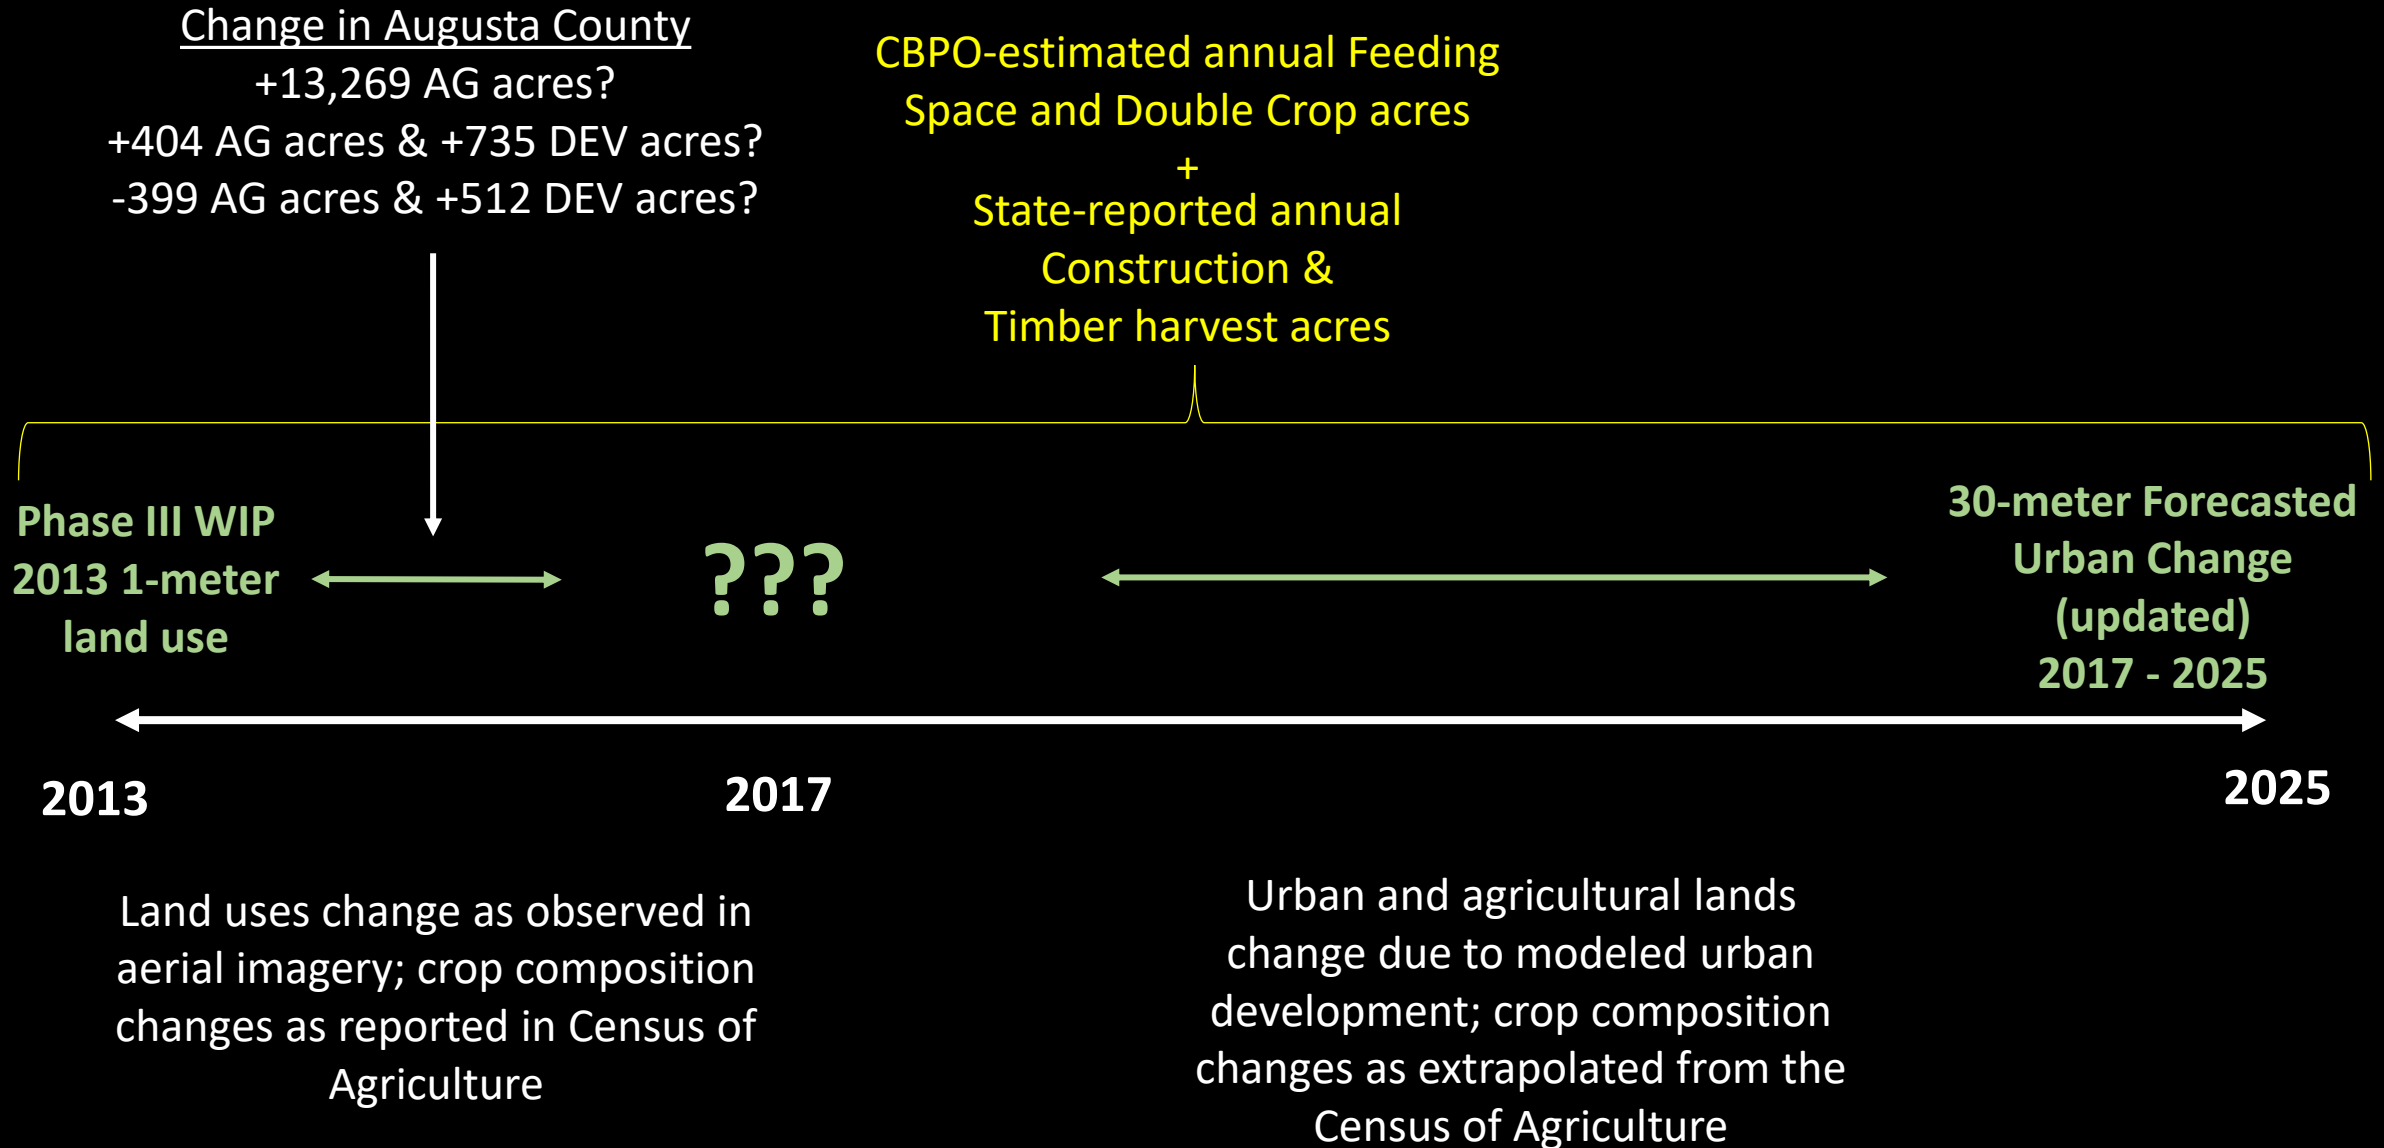 Change in Augusta County
+13,269 AG acres?
+404 AG acres & +735 DEV acres?
-399 AG acres & +512 DEV acres?
CBPO-estimated annual Feeding
Space and Double Crop acres
+
State-reported annual
Construction &
Timber harvest acres
Phase III WIP
2013 1-meter
land use
???
30-meter Forecasted
Urban Change
(updated)
2017 - 2025
2013
2017
2025
Land uses change as observed in
aerial imagery; crop composition
changes as reported in Census of
Agriculture
Urban and agricultural lands
change due to modeled urban
development; crop composition
changes as extrapolated from the
Census of Agriculture